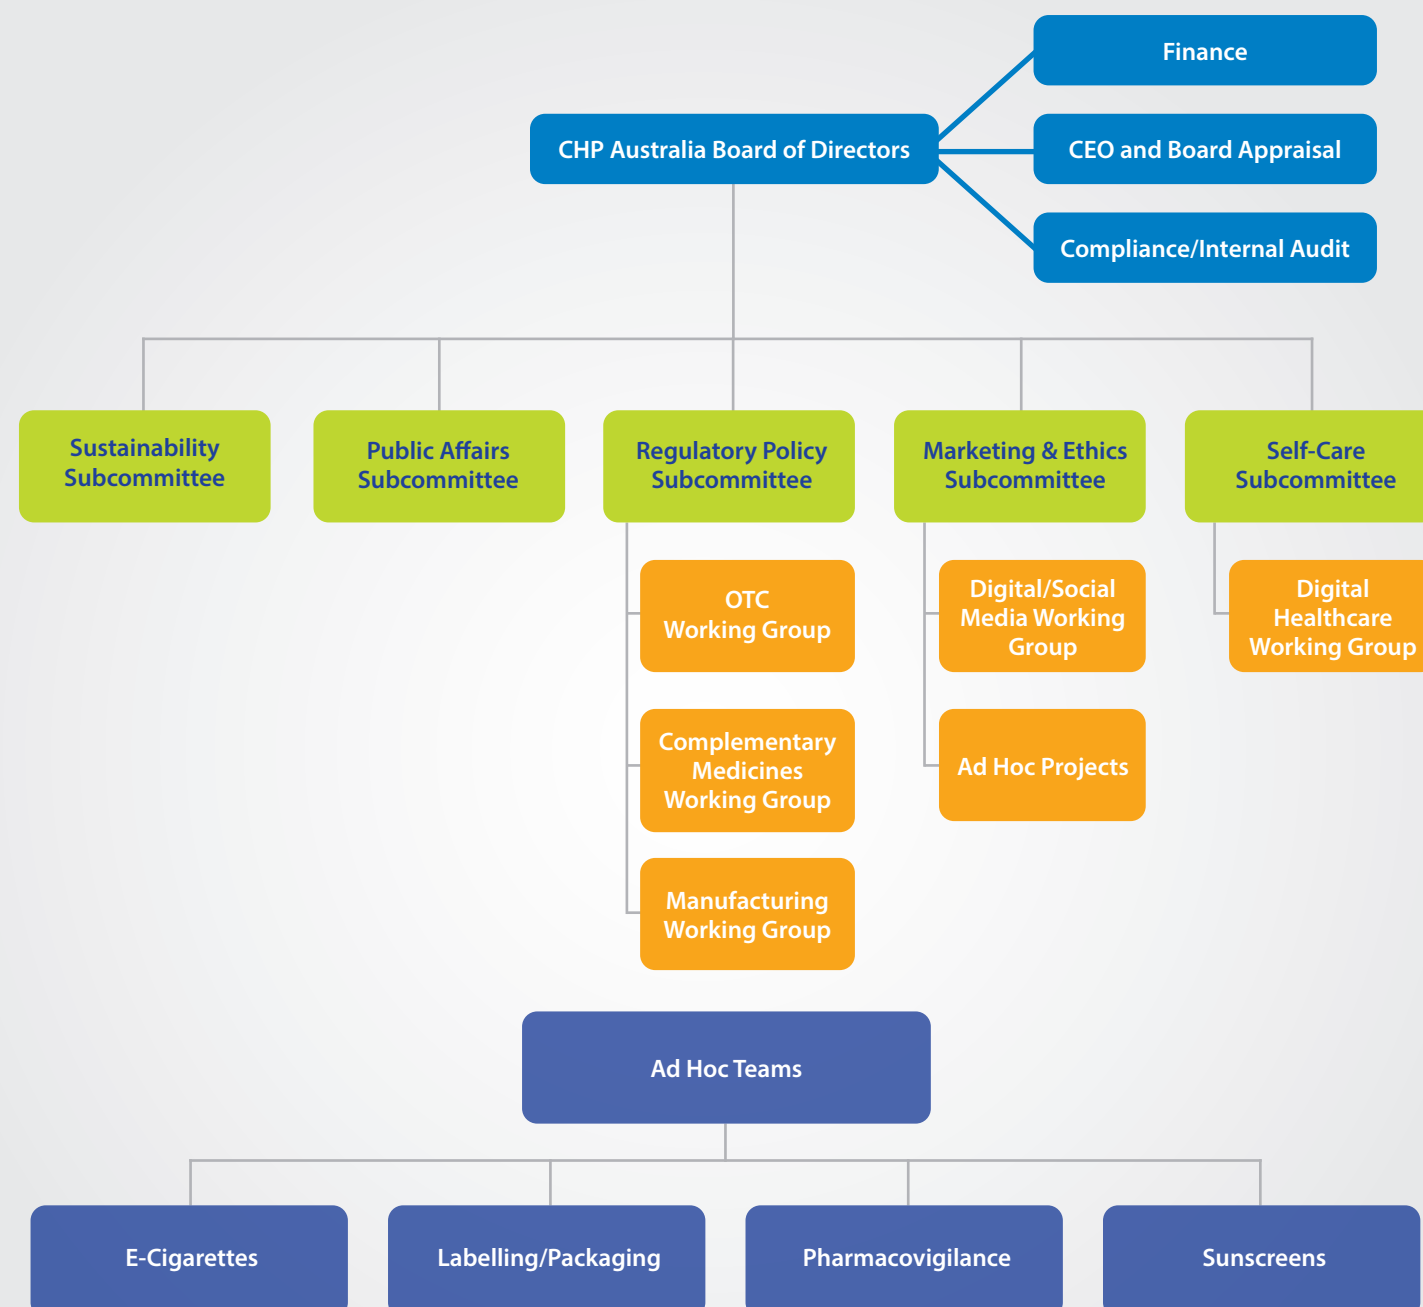 Finance
CHP Australia Board of Directors
CEO and Board Appraisal
Compliance/Internal Audit
Sustainability
Subcommittee
Public Affairs
Subcommittee
Regulatory Policy
Subcommittee
Marketing & Ethics
Subcommittee
Self-Care
Subcommittee
OTC
Working Group
Complementary
Medicines
Working Group
Manufacturing
Working Group
Digital/Social
Media Working
Group
Ad Hoc Projects
Digital
Healthcare
Working Group
Ad Hoc Teams
E-Cigarettes
Labelling/Packaging
Pharmacovigilance
Sunscreens